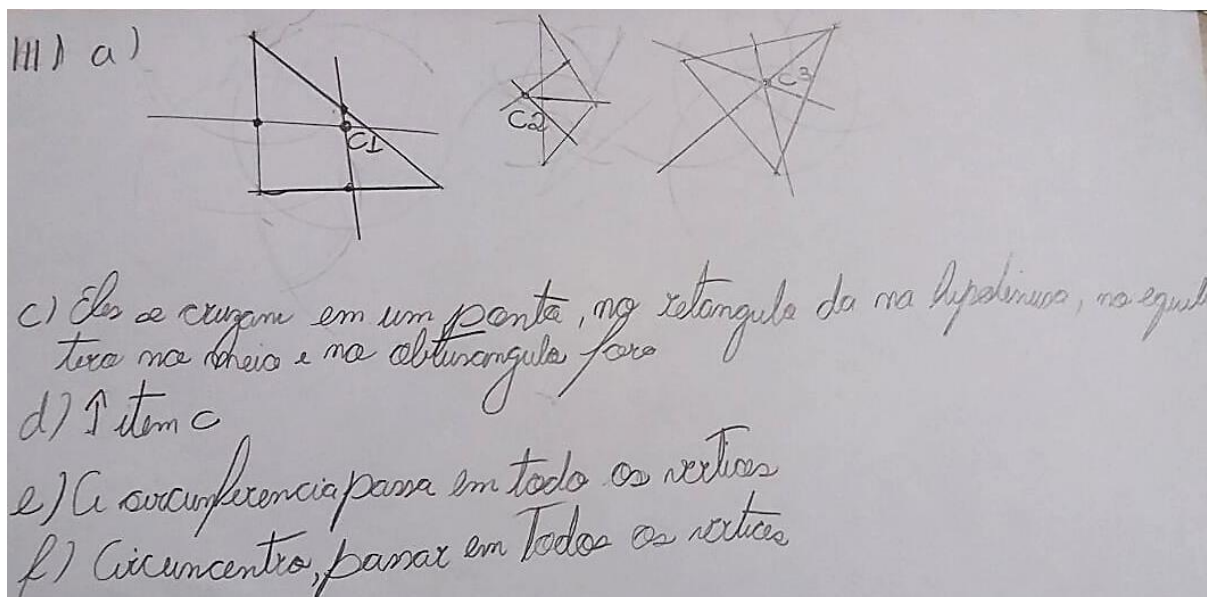 III) a)
C1
C2
C3
c) Eles se cruzam em um ponto, no retangulo da na hipotenusa, no equila
tero no meio e no obtusangulo fora
d) ↑ item c
e) A circunferencia passa em todo os vertices
f) Circuncentro, passar em Todos os vertices